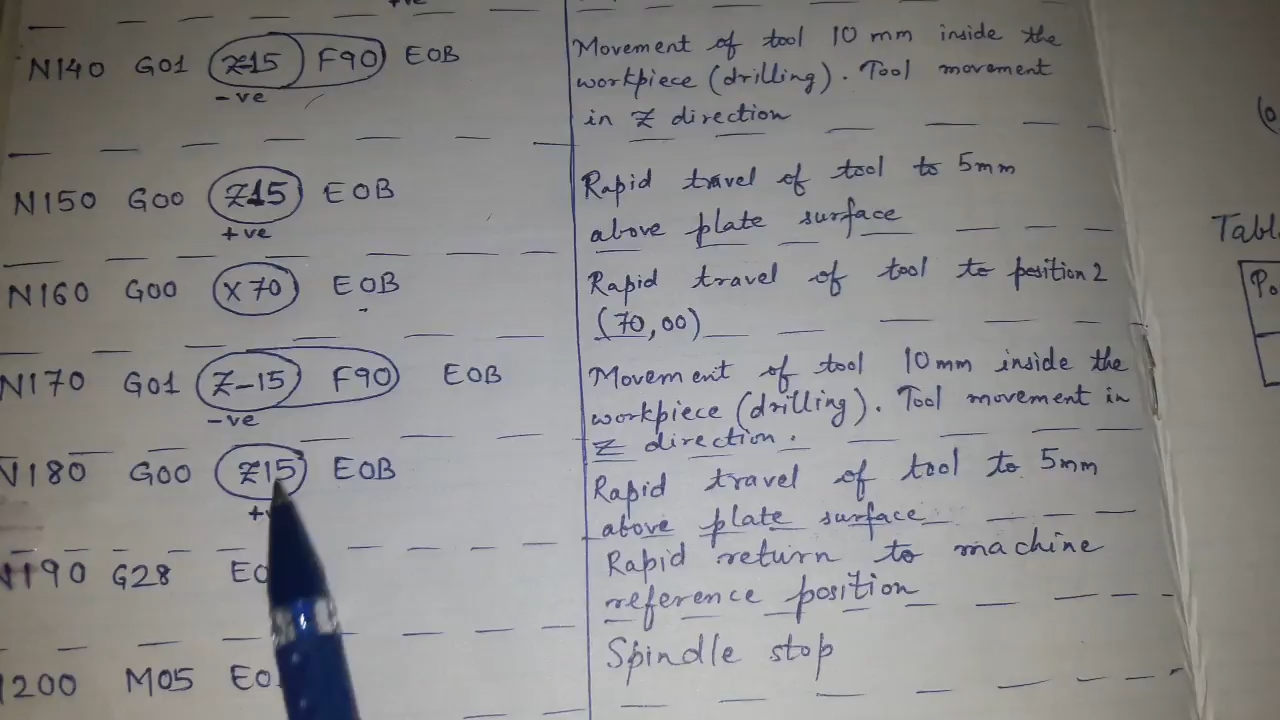 +ve
N140 G01 Z15 F90 EOB
-ve
Movement of tool 10 mm inside the
workpiece (drilling). Tool movement
in Z direction
N150 G00 Z15 EOB
+ve
Rapid travel of tool to 5mm
above plate surface
N160 G00 X70 EOB
Rapid travel of tool to position 2
(70,00)
N170 G01 Z-15 F90 EOB
-ve
Movement of tool 10mm inside the
workpiece (drilling). Tool movement in
Z direction.
N180 G00 Z15 EOB
Rapid travel of tool to 5mm
above plate surface
N190 G28
Rapid return to machine
reference position
200 M05
Spindle stop
Tabl
Po